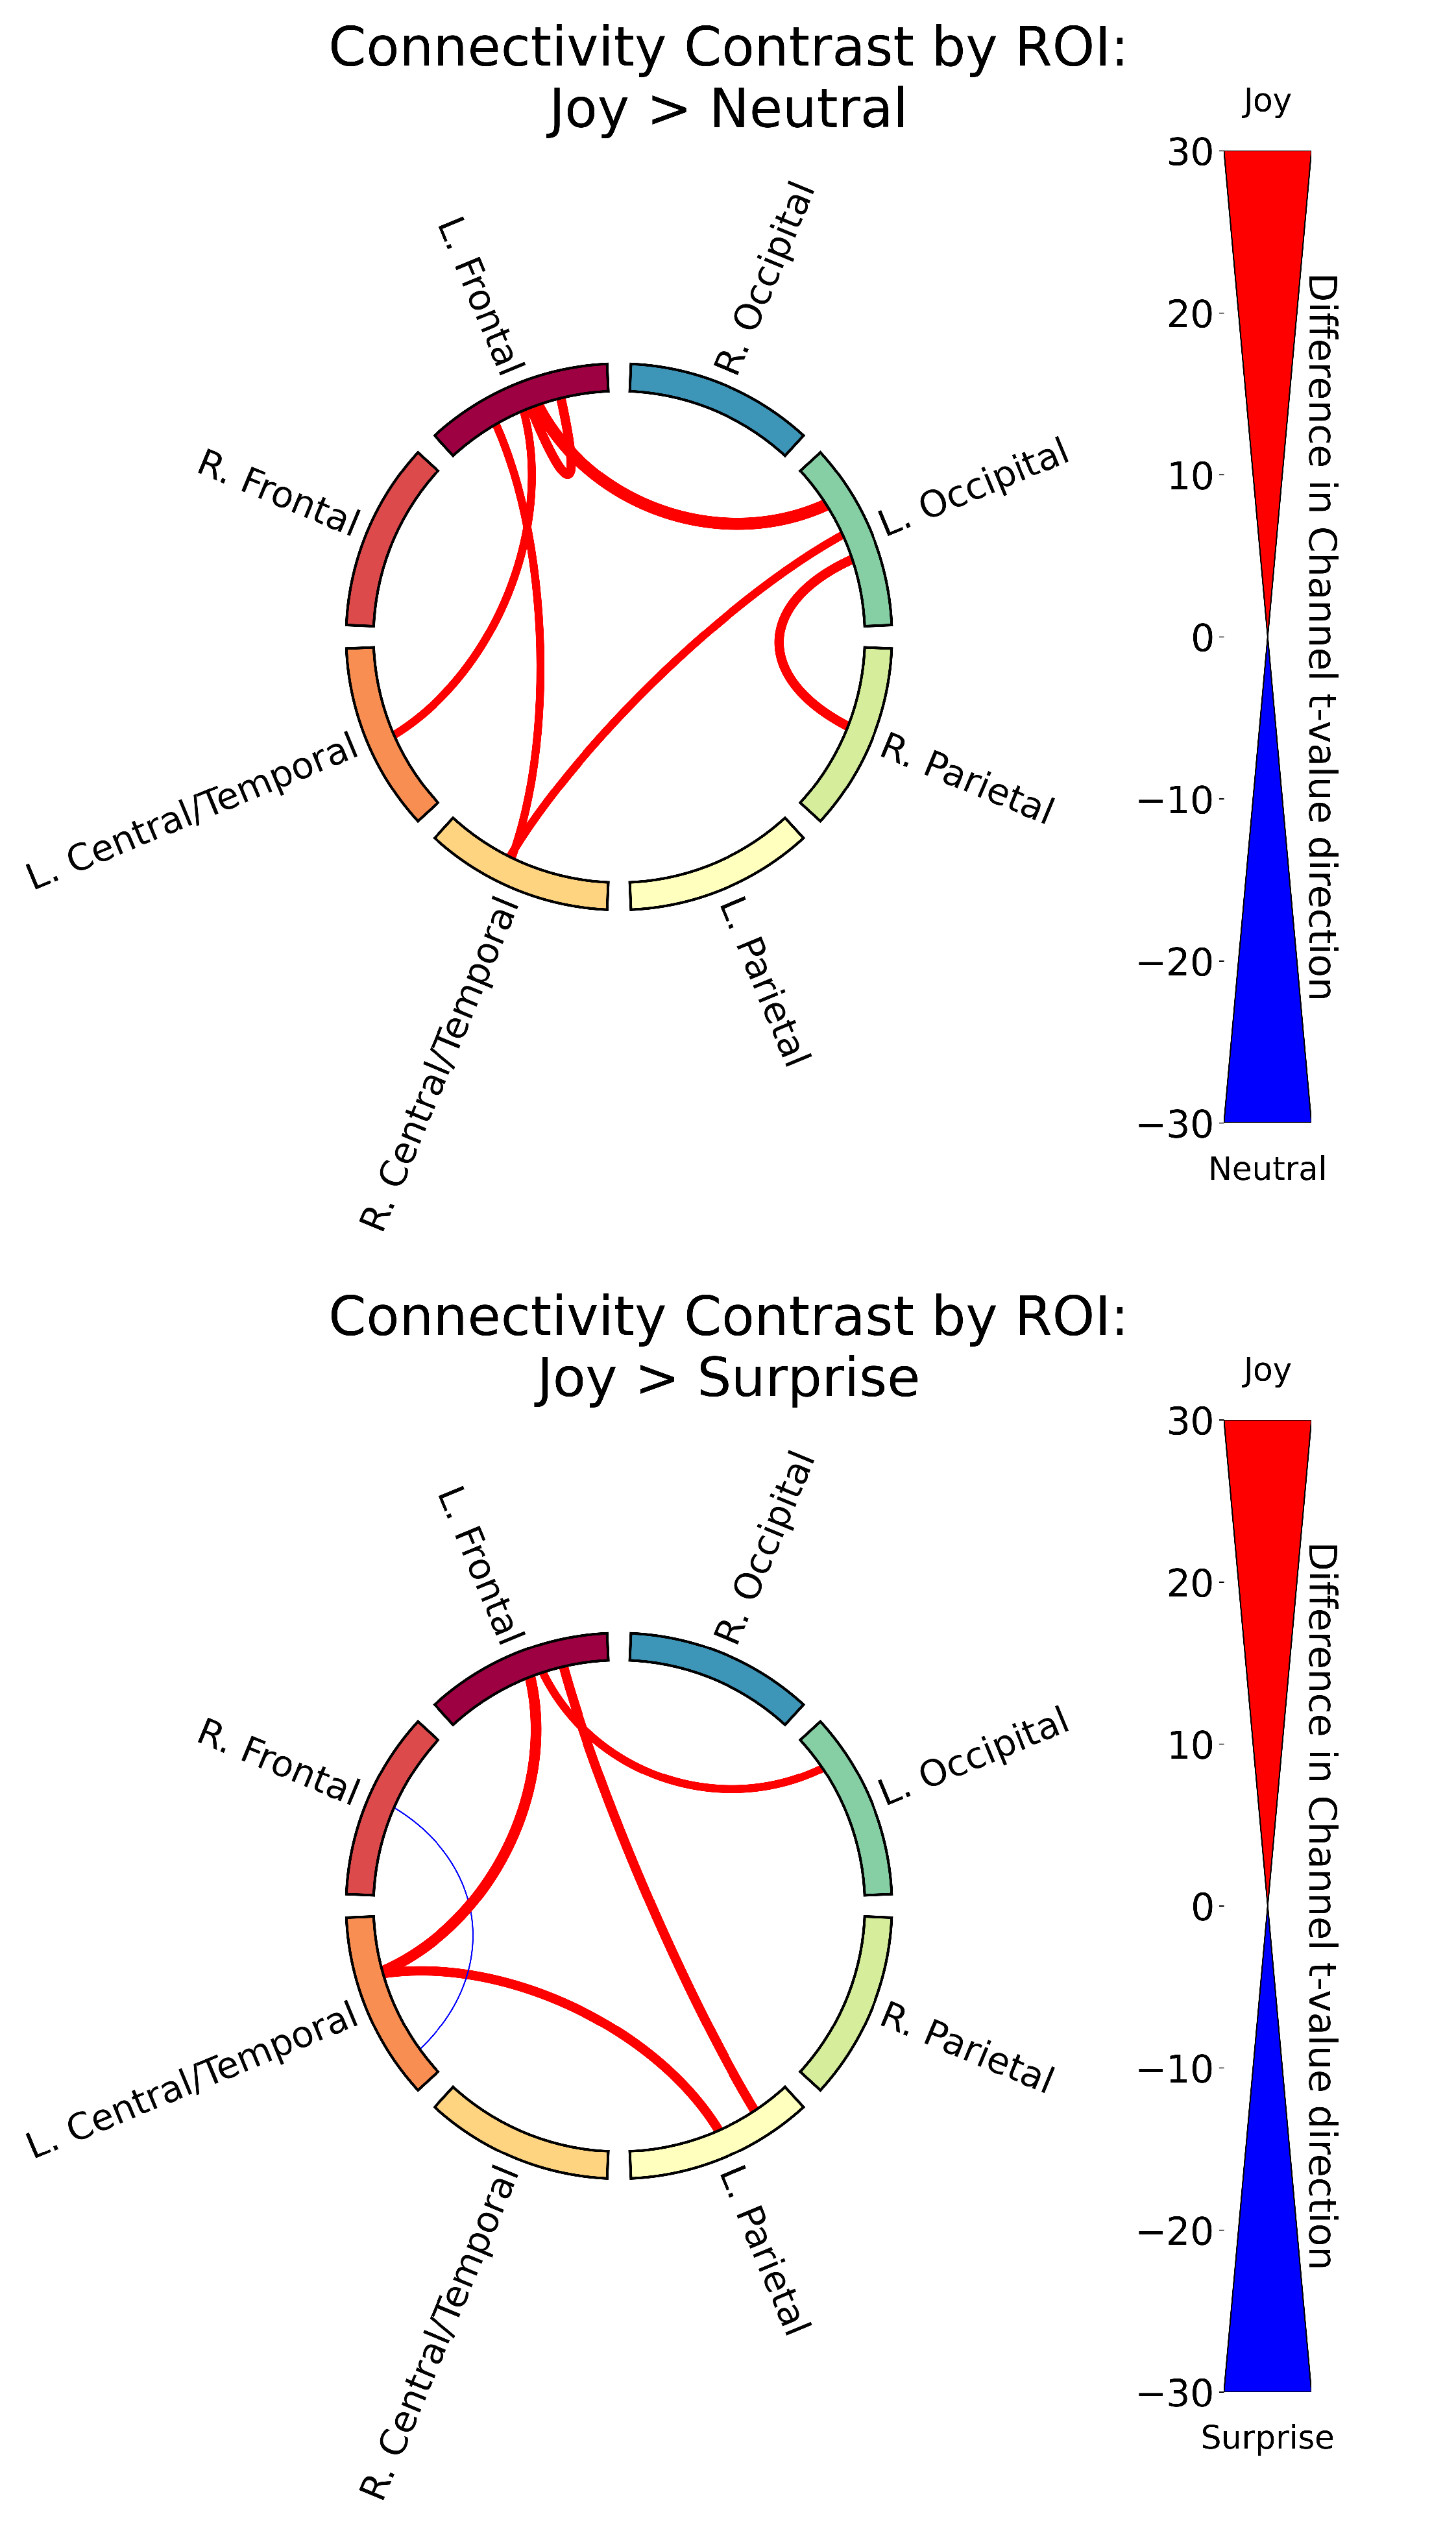 Connectivity Contrast by ROI:
Joy > Neutral
Joy
30
20
10
0
−10
−20
−30
Neutral
Difference in Channel t-value direction
L. Frontal
R. Occipital
R. Frontal
L. Occipital
L. Central/Temporal
R. Parietal
R. Central/Temporal
L. Parietal
Connectivity Contrast by ROI:
Joy > Surprise
Joy
30
20
10
0
−10
−20
−30
Surprise
Difference in Channel t-value direction
L. Frontal
R. Occipital
R. Frontal
L. Occipital
L. Central/Temporal
R. Parietal
R. Central/Temporal
L. Parietal